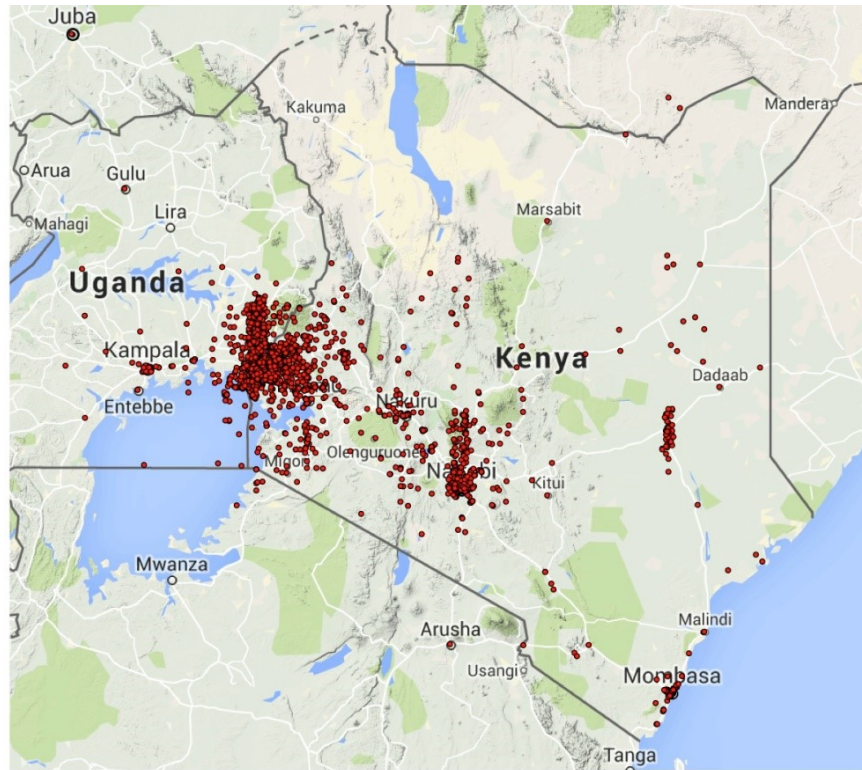 Juba
Kakuma
Mandera
Arua
Gulu
Lira
Marsabit
Mahagi
Uganda
Kampala
Kenya
Dadaab
Entebbe
Nakuru
Olenguruone
Migori
Nairobi
Kitui
Mwanza
Malindi
Arusha
Usangi
Mombasa
Tanga